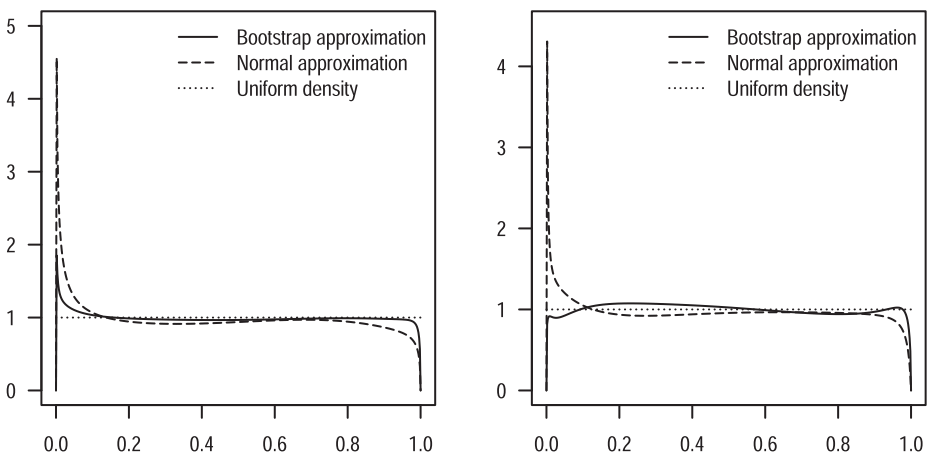 5
4
3
2
1
0
Bootstrap approximation
Normal approximation
Uniform density
0.0 0.2 0.4 0.6 0.8 1.0
4
3
2
1
0
Bootstrap approximation
Normal approximation
Uniform density
0.0 0.2 0.4 0.6 0.8 1.0